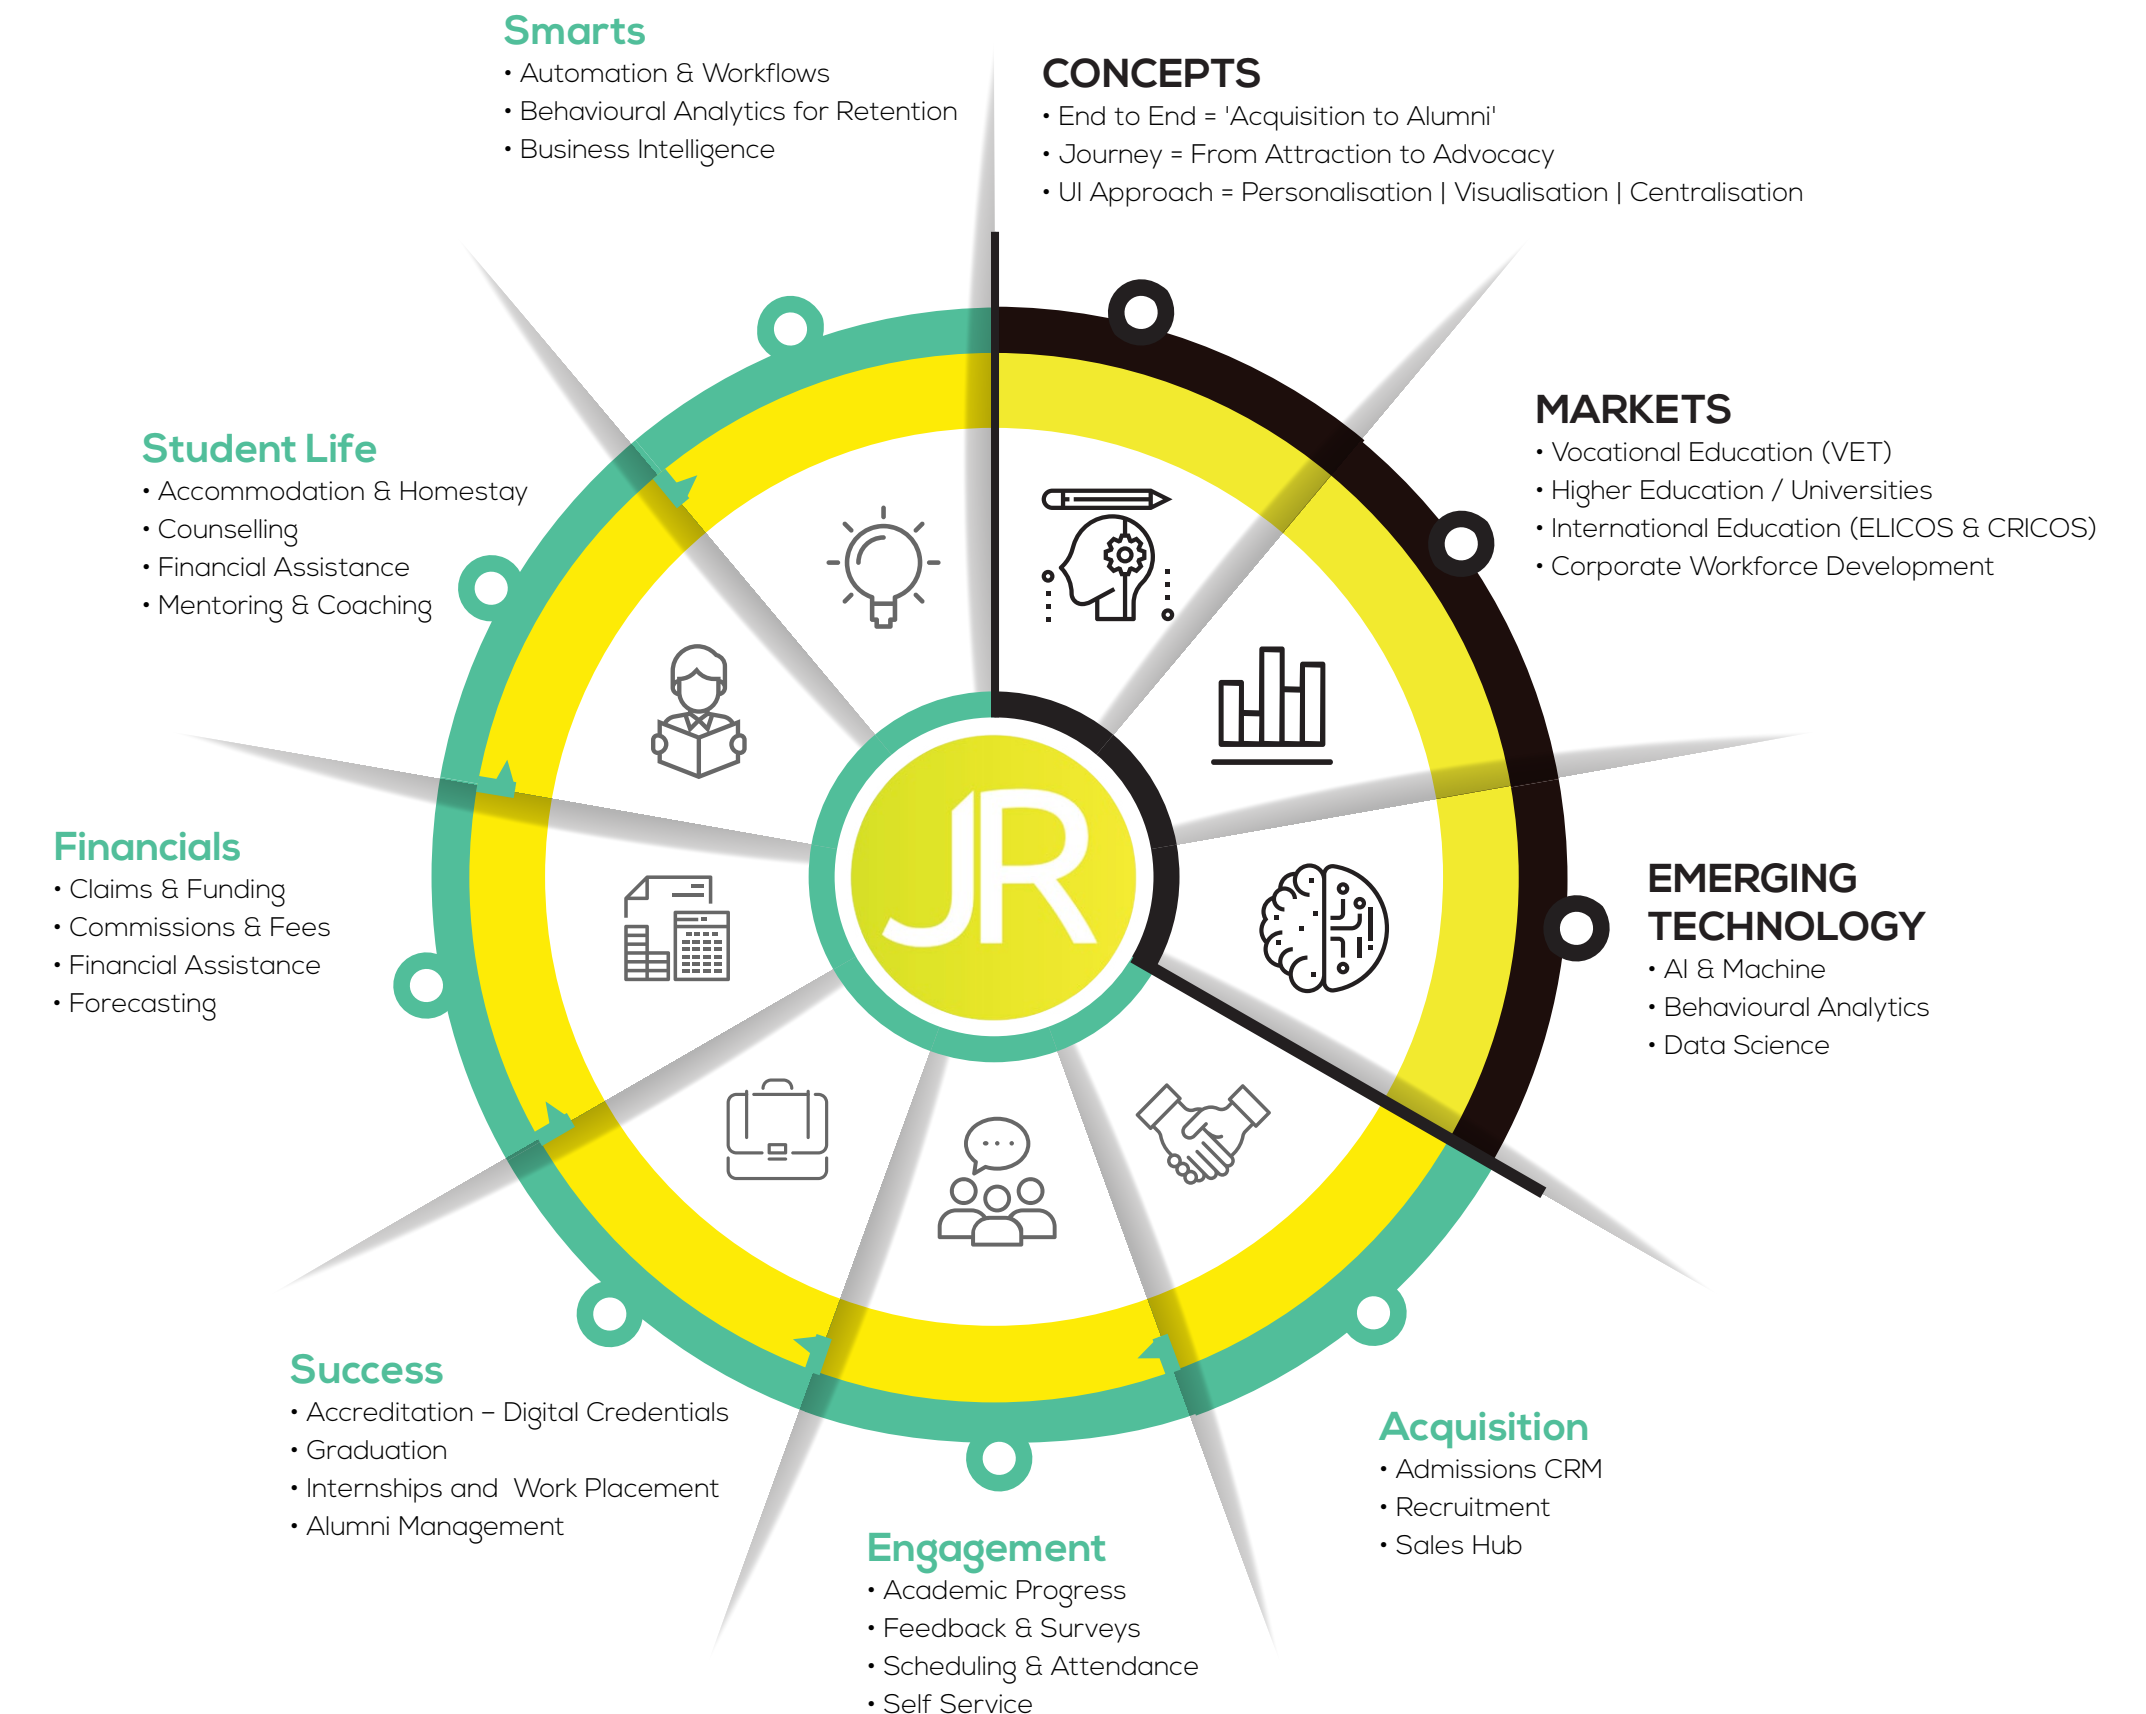 Smarts
• Automation & Workflows
• Behavioural Analytics for Retention
• Business Intelligence
CONCEPTS
• End to End = 'Acquisition to Alumni'
• Journey = From Attraction to Advocacy
• UI Approach = Personalisation | Visualisation | Centralisation
MARKETS
• Vocational Education (VET)
• Higher Education / Universities
• International Education (ELICOS & CRICOS)
• Corporate Workforce Development
Student Life
• Accommodation & Homestay
• Counselling
• Financial Assistance
• Mentoring & Coaching
JR
Financials
• Claims & Funding
• Commissions & Fees
• Financial Assistance
• Forecasting
EMERGING
TECHNOLOGY
• AI & Machine
• Behavioural Analytics
• Data Science
Success
• Accreditation – Digital Credentials
• Graduation
• Internships and Work Placement
• Alumni Management
Acquisition
• Admissions CRM
• Recruitment
• Sales Hub
Engagement
• Academic Progress
• Feedback & Surveys
• Scheduling & Attendance
• Self Service